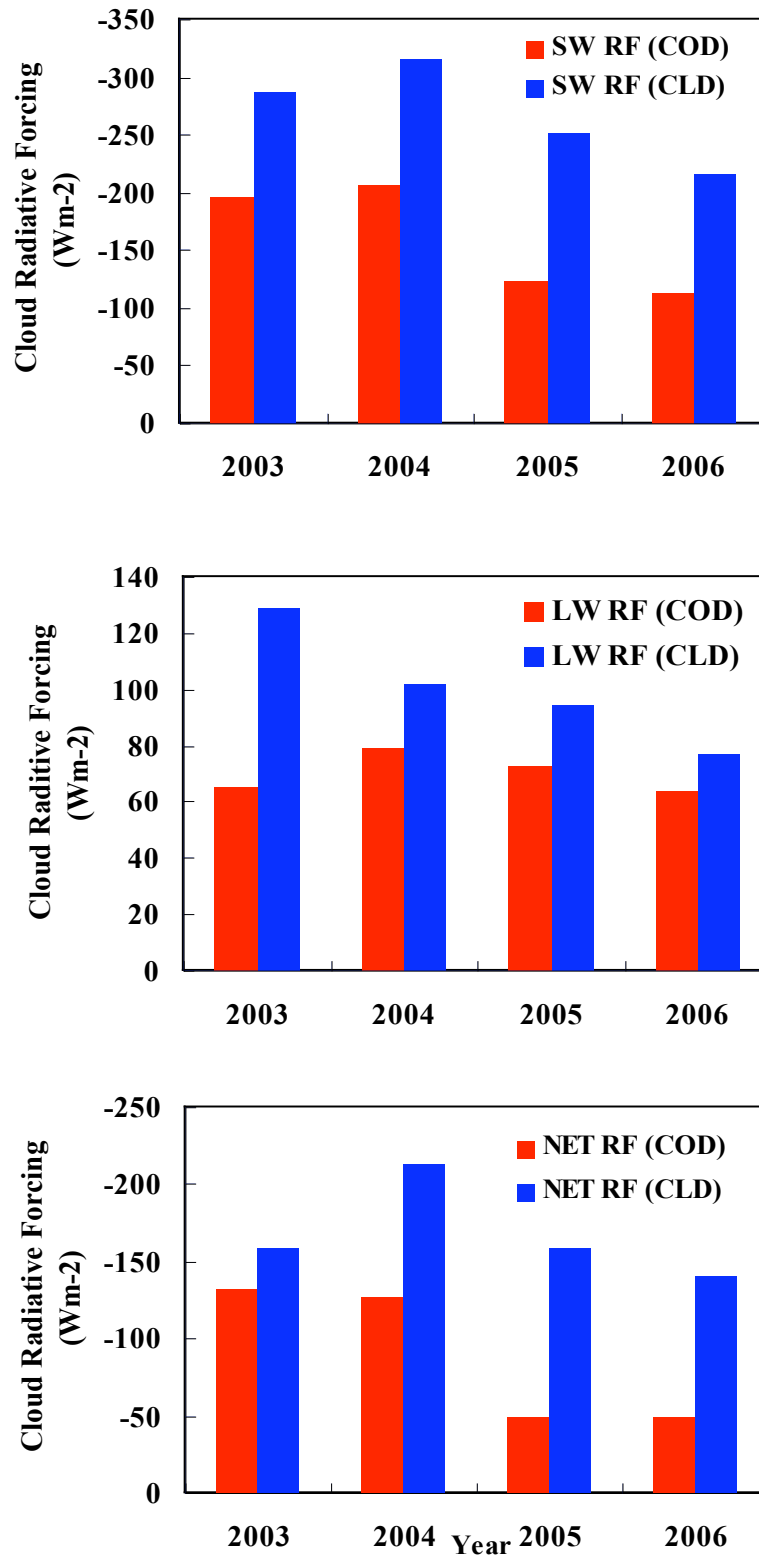 Cloud Radiative Forcing
(Wm-2)
-350
-300
-250
-200
-150
-100
-50
0
SW RF (COD)
SW RF (CLD)
2003 2004 2005 2006
Cloud Raditive Forcing
(Wm-2)
140
120
100
80
60
40
20
0
LW RF (COD)
LW RF (CLD)
2003 2004 2005 2006
Cloud Radiative Forcing
(Wm-2)
-250
-200
-150
-100
-50
0
NET RF (COD)
NET RF (CLD)
2003 2004 2005 2006
Year